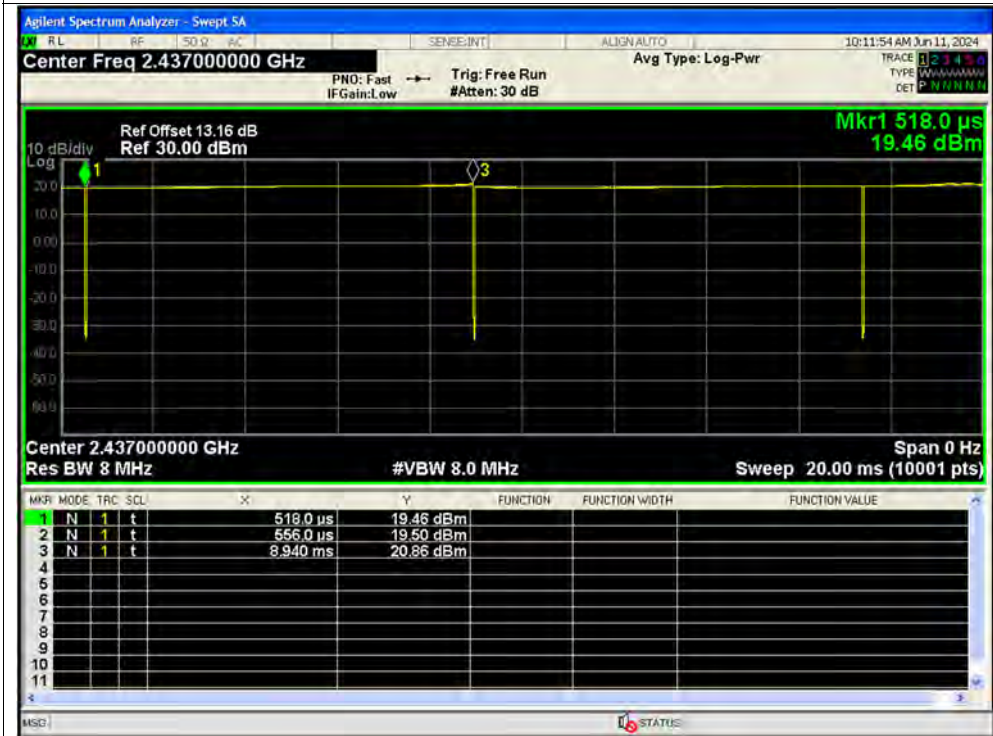 Agilent Spectrum Analyzer - Swept SA
RL RF 50 Ω AC SENSE:INT ALIGN AUTO 10:11:54 AM Jun 11, 2024
Center Freq 2.437000000 GHz
PNO: Fast
IFGain:Low
Trig: Free Run
#Atten: 30 dB
Avg Type: Log-Pwr
TRACE 1 2 3 4 5 6
TYPE W
DET P N N N N N
Mkr1 518.0 µs
19.46 dBm
10 dB/div
Log
Ref Offset 13.16 dB
Ref 30.00 dBm
1
3
20.0
10.0
0.00
-10.0
-20.0
-30.0
-40.0
-50.0
-60.0
Center 2.437000000 GHz
Span 0 Hz
Res BW 8 MHz
#VBW 8.0 MHz
Sweep 20.00 ms (10001 pts)
MKR MODE TRC SCL X Y FUNCTION FUNCTION WIDTH FUNCTION VALUE
1 N 1 t 518.0 µs 19.46 dBm
2 N 1 t 556.0 µs 19.50 dBm
3 N 1 t 8.940 ms 20.86 dBm
4
5
6
7
8
9
10
11
MSG
STATUS